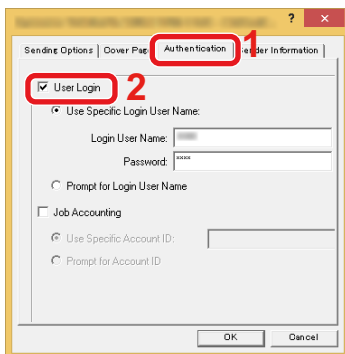 ? ×
Sending Options Cover Page Authentication Sender Information
1
User Login 2
Use Specific Login User Name:
Login User Name:
Password: ****
Prompt for Login User Name
Job Accounting
Use Specific Account ID:
Prompt for Account ID
OK Cancel